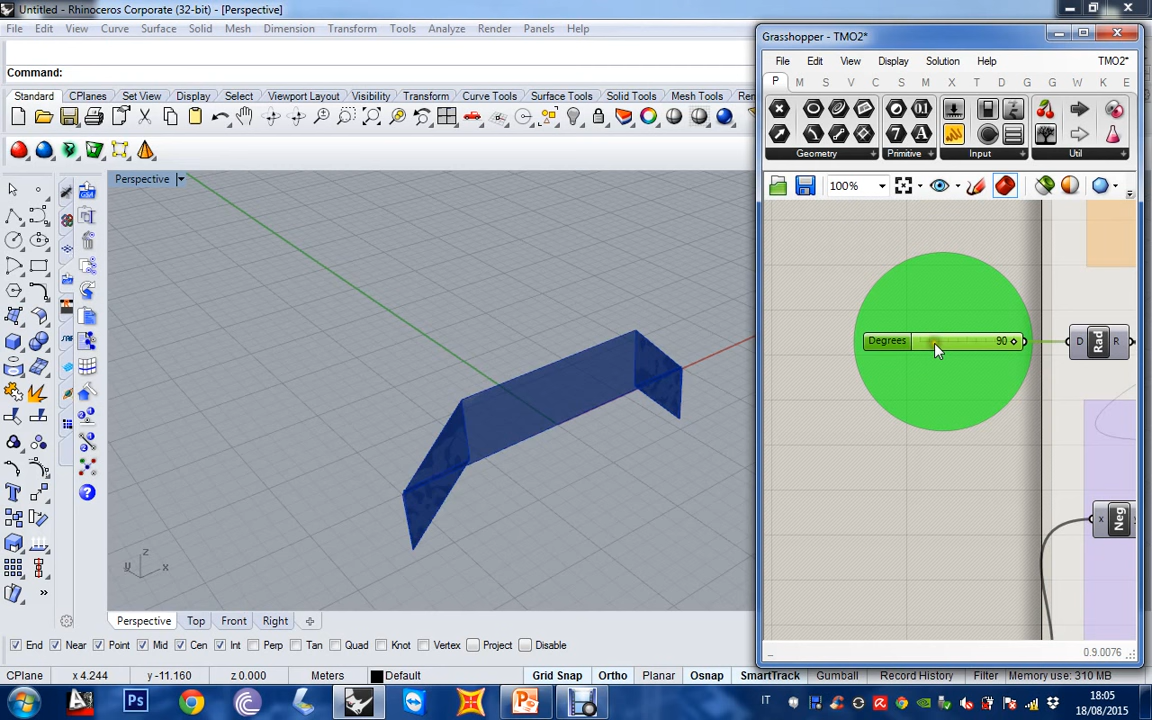 Untitled - Rhinoceros Corporate (32-bit) - [Perspective]
File Edit View Curve Surface Solid Mesh Dimension Transform Tools Analyze Render Panels Help
Command:
Standard CPlanes Set View Display Select Viewport Layout Visibility Transform Curve Tools Surface Tools Solid Tools Mesh Tools
Perspective
z
y x
Perspective Top Front Right
End Near Point Mid Cen Int Perp Tan Quad Knot Vertex Project Disable
CPlane x 4.244 y -11.160 z 0.000 Meters Default Grid Snap Ortho Planar Osnap SmartTrack Gumball Record History Filter Memory use: 310 MB
Grasshopper - TMO2*
File Edit View Display Solution Help TMO2*
P M S V C S M X T D G W K E
Geometry Primitive Input Util
100%
Degrees 90
D Rad R
x Neg
0.9.0076
IT 18:05
18/08/2015